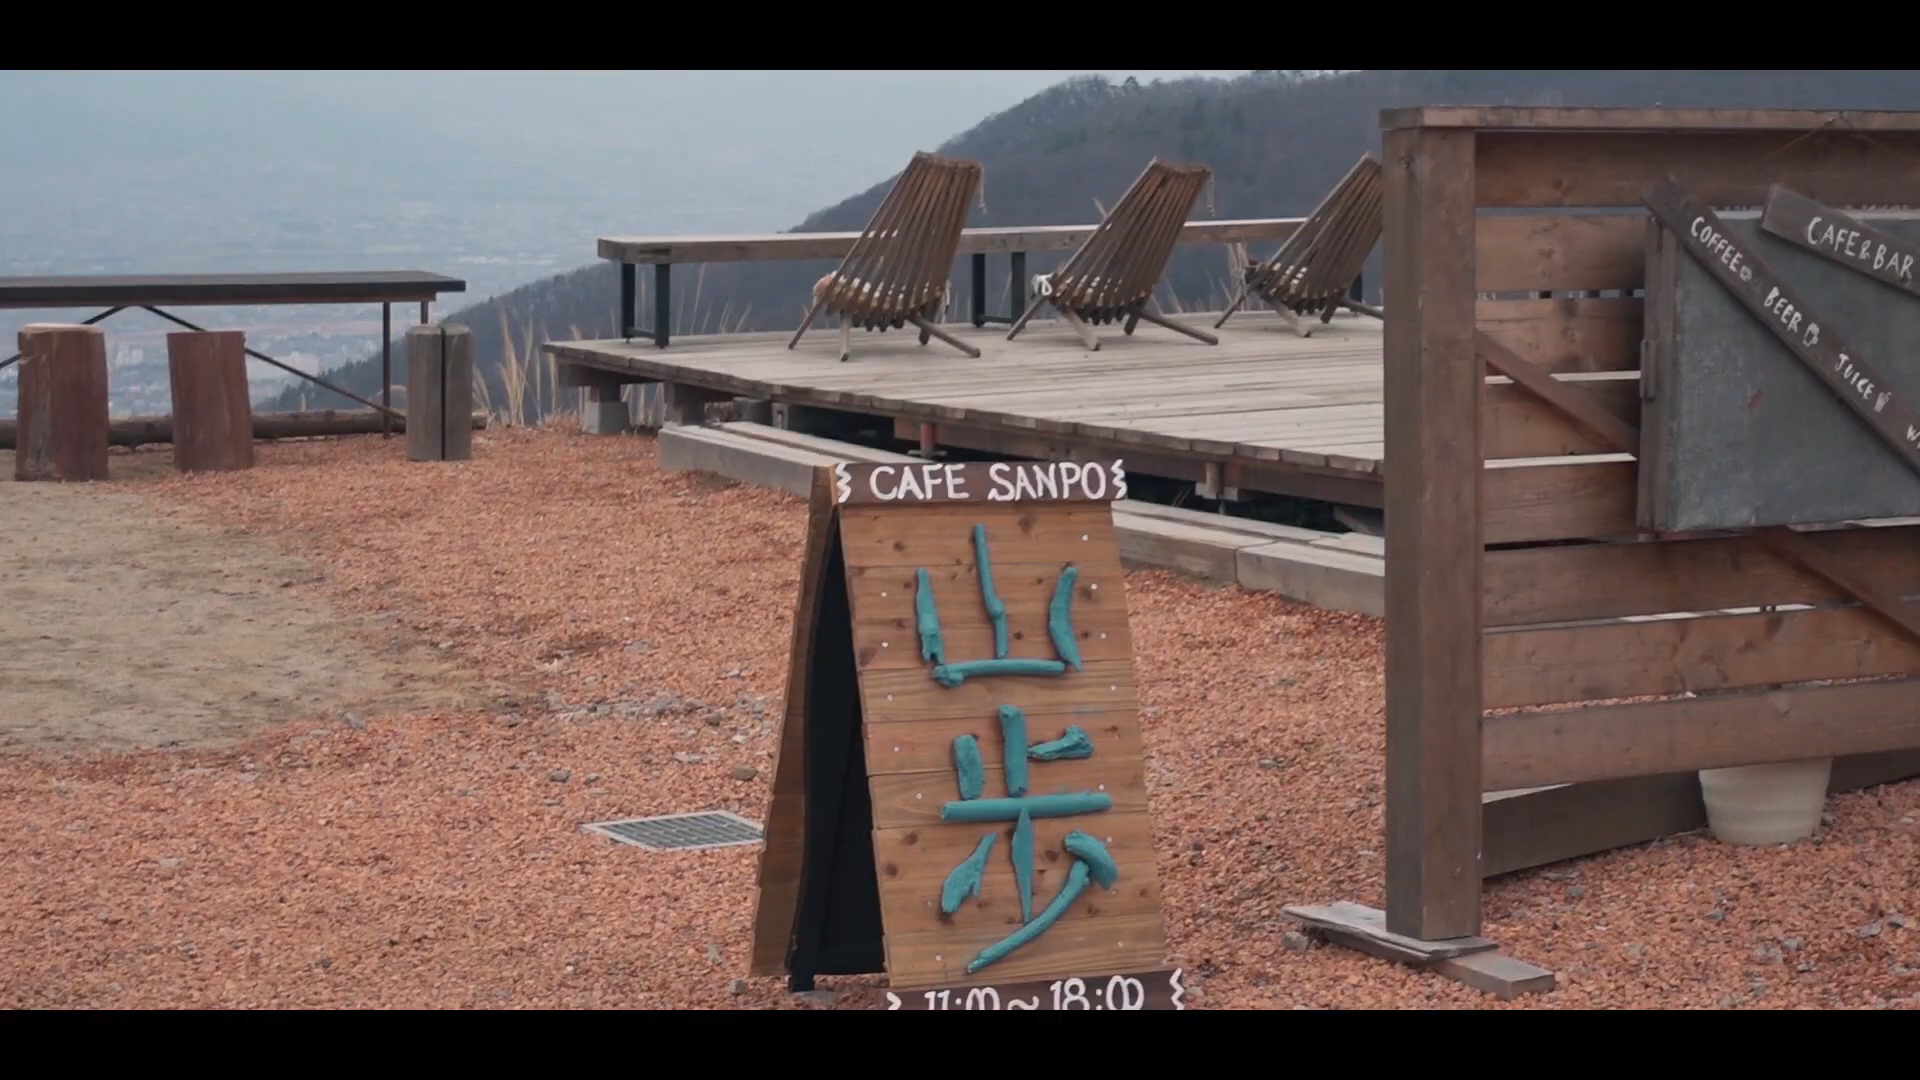 CAFE SANPO
山
歩
11:00~18:00
CAFE&BAR
COFFEE BEER JUICE